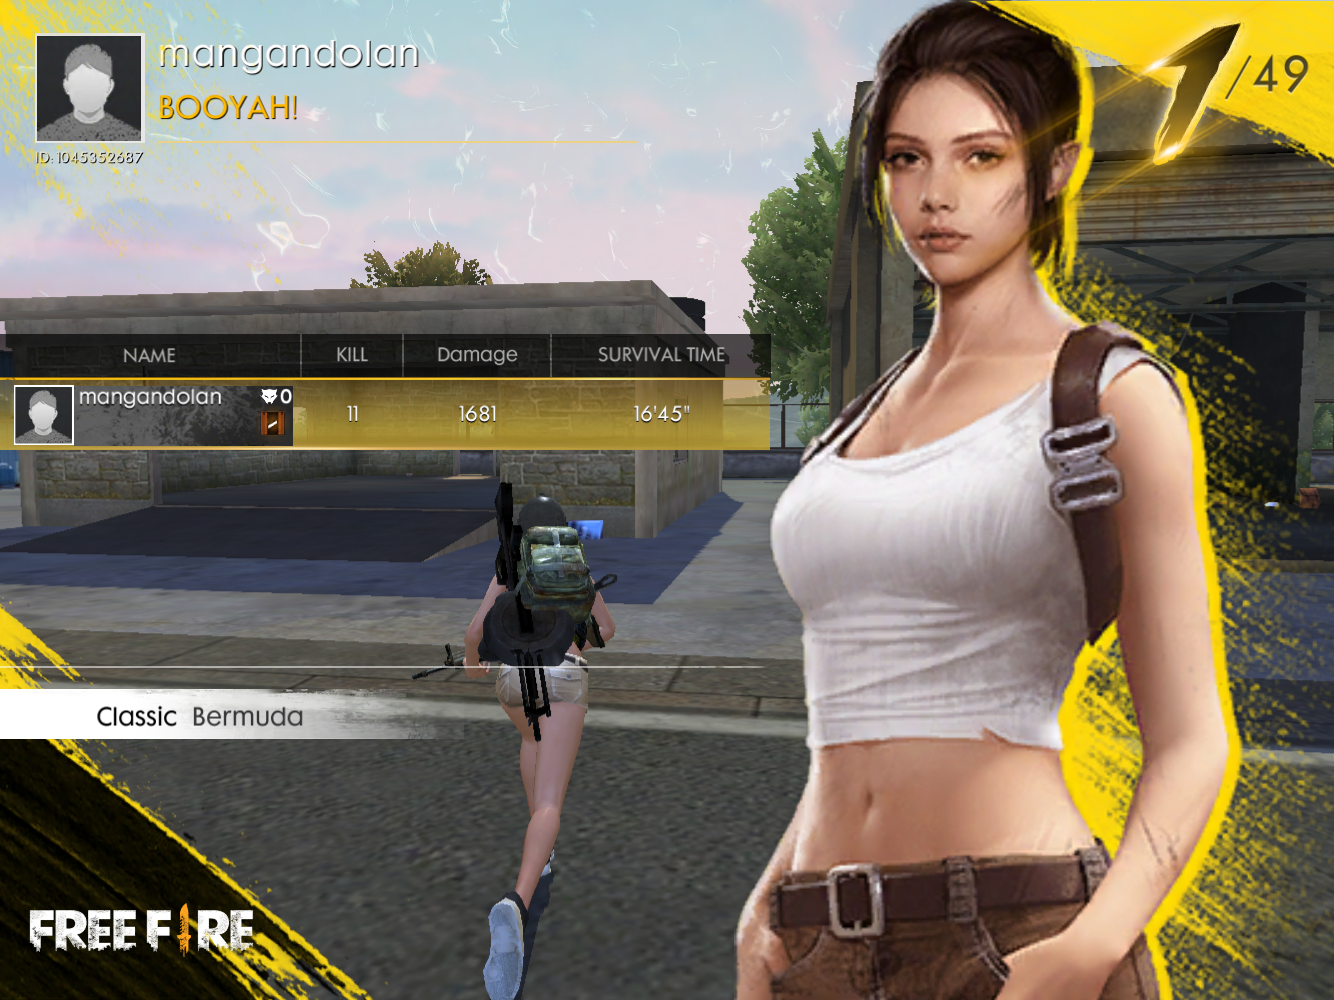 mangandolan
BOOYAH!
ID:1045352687
1/49
NAME KILL Damage SURVIVAL TIME
mangandolan 0 11 1681 16'45"
Classic Bermuda
FREE FIRE